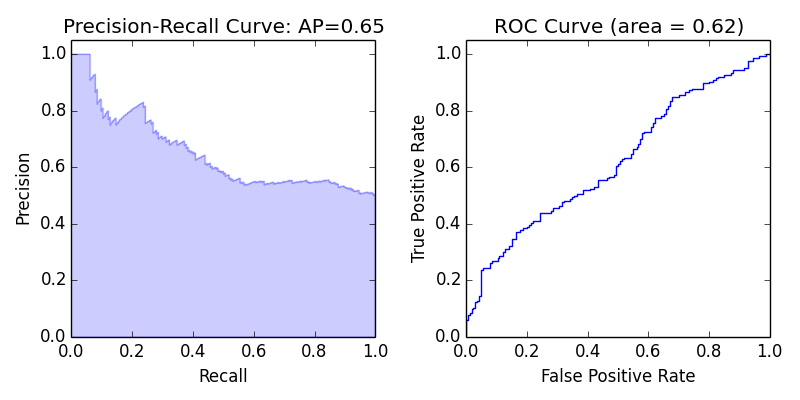 Precision-Recall Curve: AP=0.65
1.0
0.8
0.6
0.4
0.2
0.0
Precision
0.0 0.2 0.4 0.6 0.8 1.0
Recall
ROC Curve (area = 0.62)
1.0
0.8
0.6
0.4
0.2
0.0
True Positive Rate
0.0 0.2 0.4 0.6 0.8 1.0
False Positive Rate